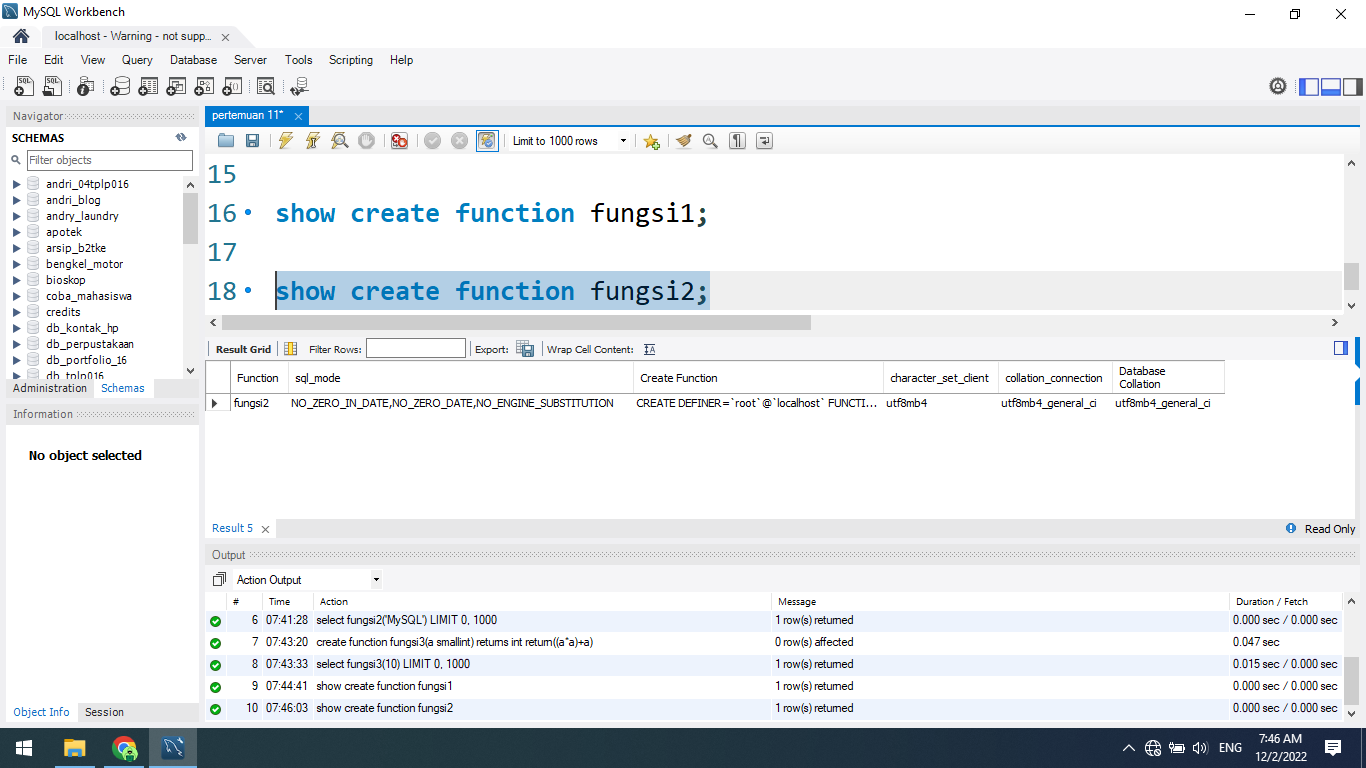 MySQL Workbench
localhost - Warning - not supp...
File Edit View Query Database Server Tools Scripting Help
Navigator
SCHEMAS
Filter objects
andri_04tplp016
andri_blog
andry_laundry
apotek
arsip_b2tke
bengkel_motor
bioskop
coba_mahasiswa
credits
db_kontak_hp
db_perpustakaan
db_portfolio_16
db_tplp016
Administration Schemas
Information
No object selected
Object Info Session
pertemuan 11*
Limit to 1000 rows
15
16 show create function fungsi1;
17
18 show create function fungsi2;
Result Grid Filter Rows: Export: Wrap Cell Content:
Function sql_mode Create Function character_set_client collation_connection Database Collation
fungsi2 NO_ZERO_IN_DATE,NO_ZERO_DATE,NO_ENGINE_SUBSTITUTION CREATE DEFINER=`root`@`localhost` FUNCTI... utf8mb4 utf8mb4_general_ci utf8mb4_general_ci
Result 5
Read Only
Output
Action Output
# Time Action Message Duration / Fetch
6 07:41:28 select fungsi2('MySQL') LIMIT 0, 1000 1 row(s) returned 0.000 sec / 0.000 sec
7 07:43:20 create function fungsi3(a smallint) returns int return((a*a)+a) 0 row(s) affected 0.047 sec
8 07:43:33 select fungsi3(10) LIMIT 0, 1000 1 row(s) returned 0.015 sec / 0.000 sec
9 07:44:41 show create function fungsi1 1 row(s) returned 0.000 sec / 0.000 sec
10 07:46:03 show create function fungsi2 1 row(s) returned 0.000 sec / 0.000 sec
ENG
7:46 AM
12/2/2022